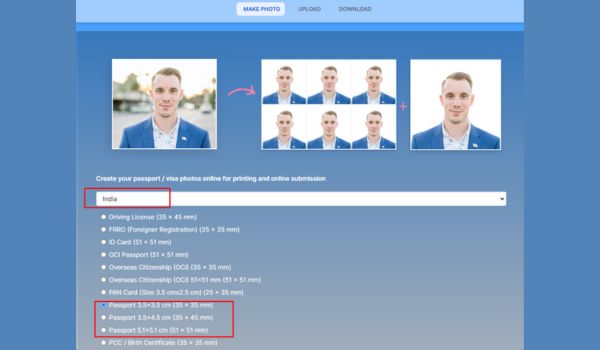 MAKE PHOTO UPLOAD DOWNLOAD
Create your passport / visa photos online for printing and online submission
India
Driving License (35 × 45 mm)
FRRO (Foreigner Registration) (35 × 35 mm)
ID Card (51 × 51 mm)
OCI Passport (51 × 51 mm)
Overseas Citizenship (OCI) (35 × 35 mm)
Overseas Citizenship (OCI) 51×51 mm (51 × 51 mm)
PAN Card (Size 3.5 cmx2.5 cm) (25 × 35 mm)
Passport 3.5×3.5 cm (35 × 35 mm)
Passport 3.5×4.5 cm (35 × 45 mm)
Passport 5.1×5.1 cm (51 × 51 mm)
PCC / Birth Certificate (35 × 35 mm)